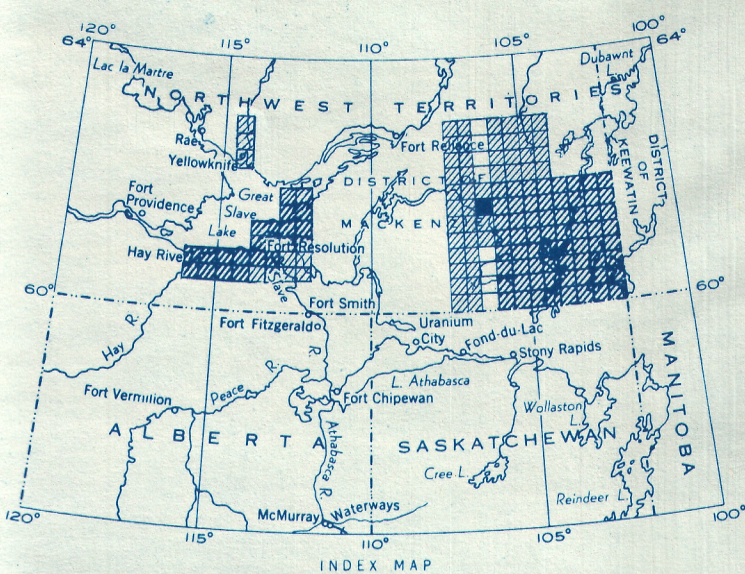 120°
115°
110°
105°
100°
64°
64°
Dubawnt
L.
Lac la Martre
NORTHWEST TERRITORIES
Rae
Yellowknife
Fort Reliance
DISTRICT OF
MACKEN
DISTRICT
OF
KEEWATIN
Fort
Providence
Great
Slave
Lake
Hay River
Fort Resolution
Slave
R.
60°
60°
Fort Smith
Fort Fitzgerald
Uranium
City
Fond-du-Lac
Stony Rapids
Hay R.
Peace R.
L. Athabasca
Fort Vermilion
Fort Chipewan
Wollaston
L.
MANITOBA
ALBERTA
SASKATCHEWAN
Athabasca R.
Cree L.
Reindeer L.
McMurray
Waterways
120°
115°
110°
105°
100°
INDEX MAP